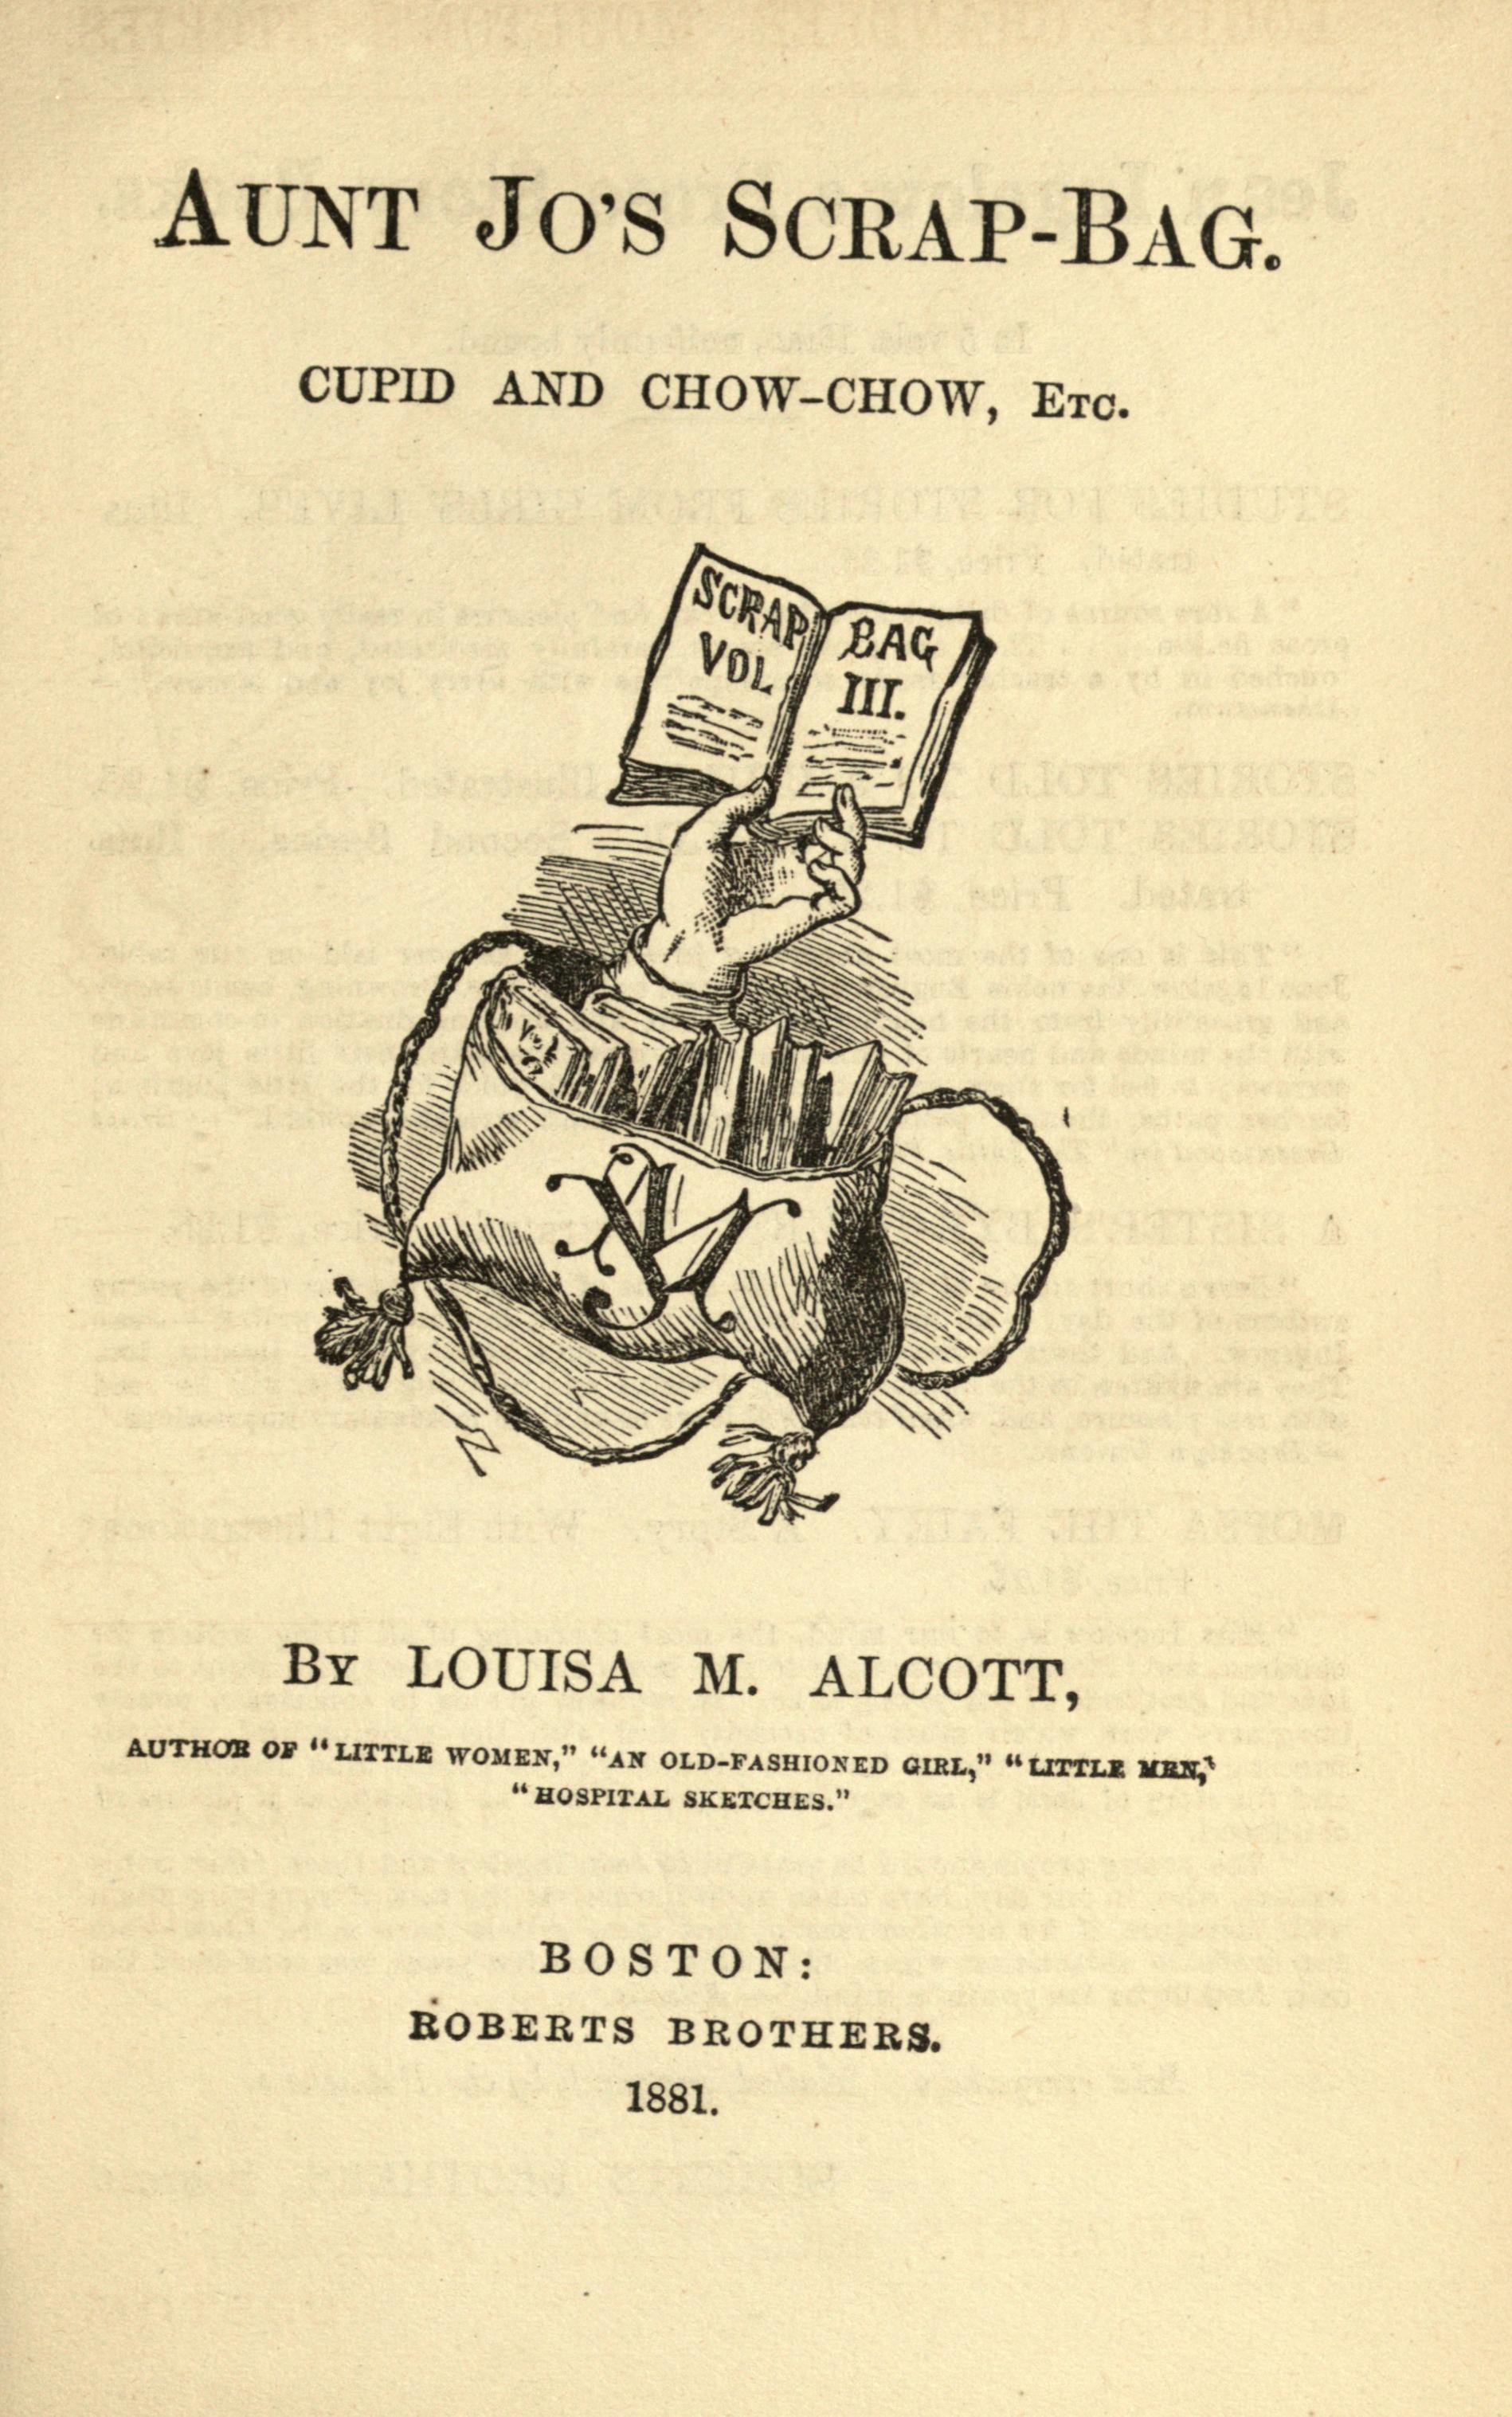 AUNT JO'S SCRAP-BAG.
CUPID AND CHOW-CHOW, ETC.
SCRAP BAG
VOL III.
M
BY LOUISA M. ALCOTT,
AUTHOR OF "LITTLE WOMEN," "AN OLD-FASHIONED GIRL," "LITTLE MEN,"
"HOSPITAL SKETCHES."
BOSTON:
ROBERTS BROTHERS.
1881.